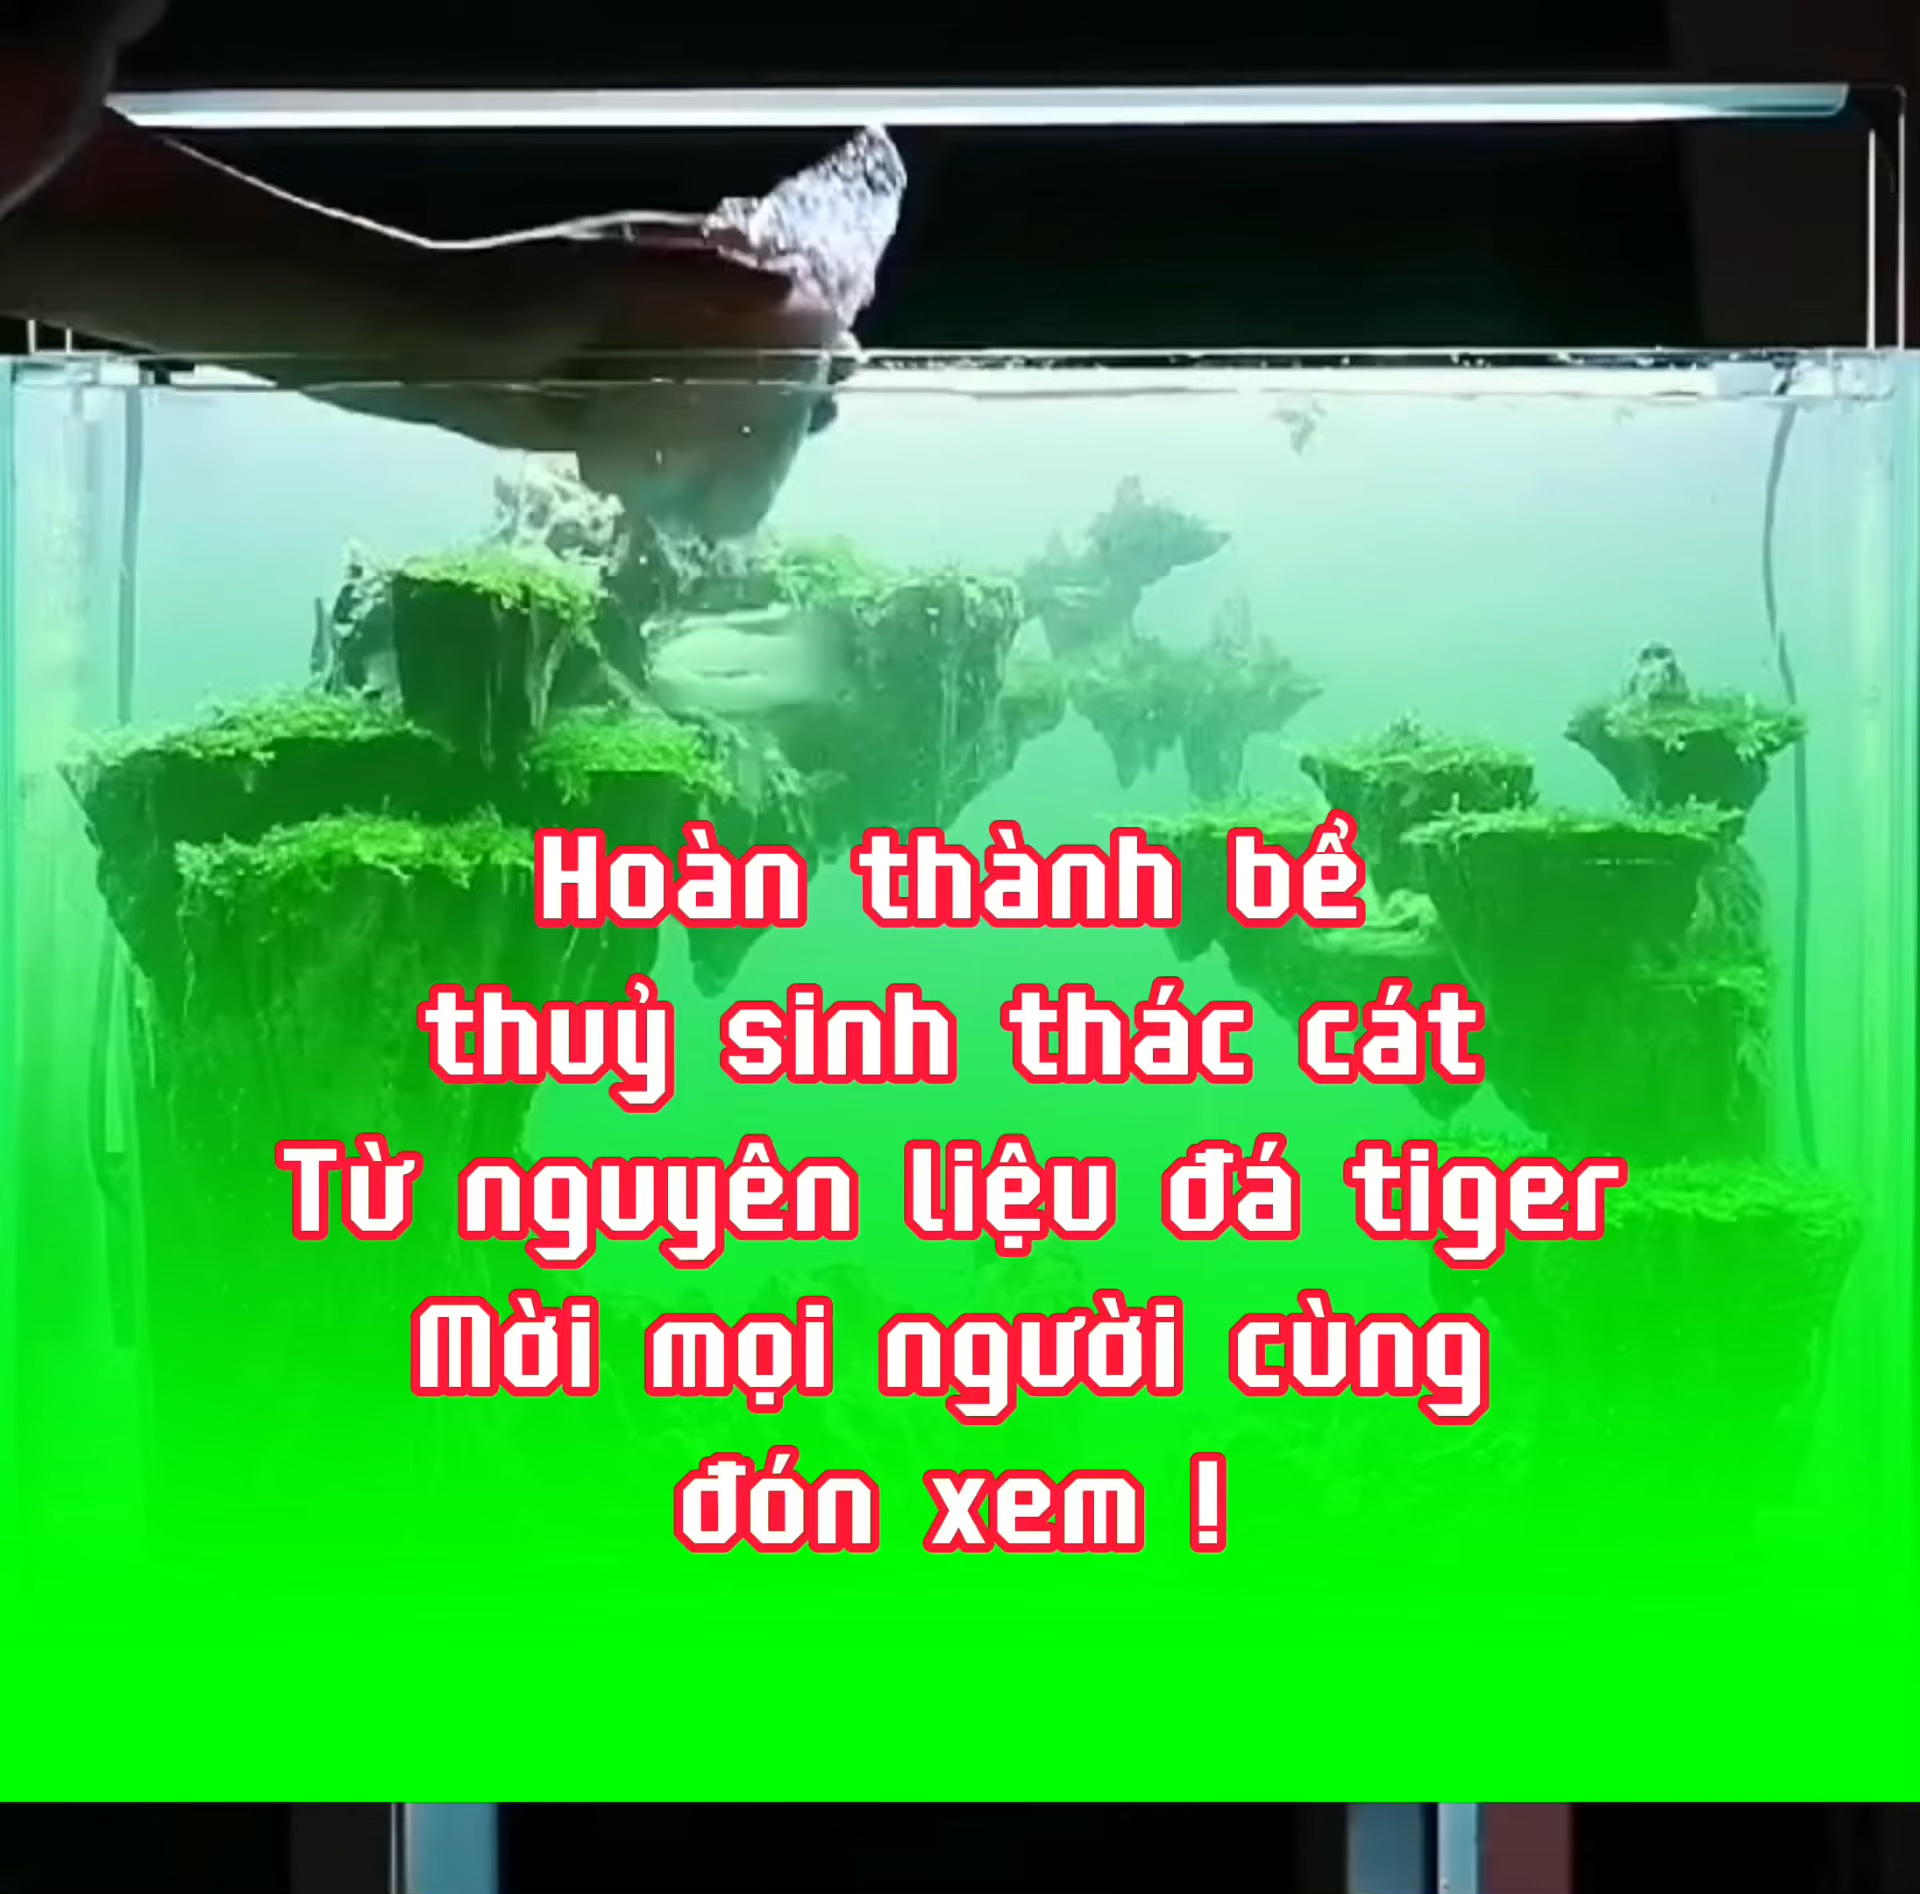 Hoàn thành bể
thuỷ sinh thác cát
Từ nguyên liệu đá tiger
Mời mọi người cùng
đón xem !